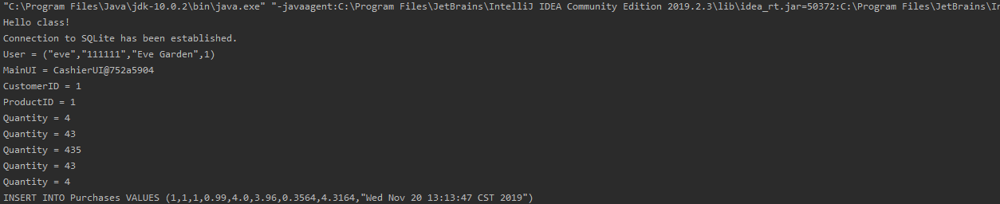 "C:\Program Files\Java\jdk-10.0.2\bin\java.exe" "-javaagent:C:\Program Files\JetBrains\IntelliJ IDEA Community Edition 2019.2.3\lib\idea_rt.jar=50372:C:\Program Files\JetBrains\In
Hello class!
Connection to SQLite has been established.
User = ("eve","111111","Eve Garden",1)
MainUI = CashierUI@752a5904
CustomerID = 1
ProductID = 1
Quantity = 4
Quantity = 43
Quantity = 435
Quantity = 43
Quantity = 4
INSERT INTO Purchases VALUES (1,1,1,0.99,4.0,3.96,0.3564,4.3164,"Wed Nov 20 13:13:47 CST 2019")